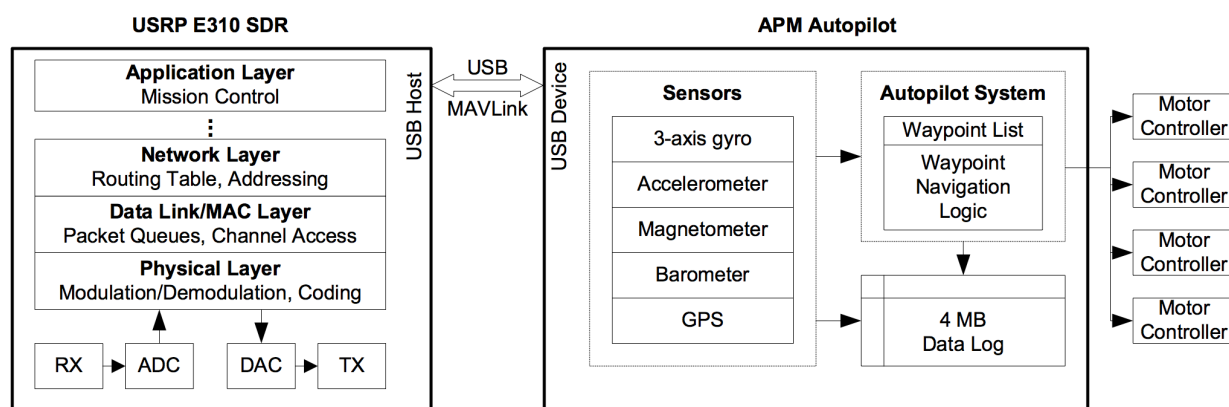 USRP E310 SDR
Application Layer
Mission Control
Network Layer
Routing Table, Addressing
Data Link/MAC Layer
Packet Queues, Channel Access
Physical Layer
Modulation/Demodulation, Coding
RX
ADC
DAC
TX
USB Host
USB
MAVLink
APM Autopilot
USB Device
Sensors
3-axis gyro
Accelerometer
Magnetometer
Barometer
GPS
Autopilot System
Waypoint List
Waypoint
Navigation
Logic
4 MB
Data Log
Motor
Controller
Motor
Controller
Motor
Controller
Motor
Controller